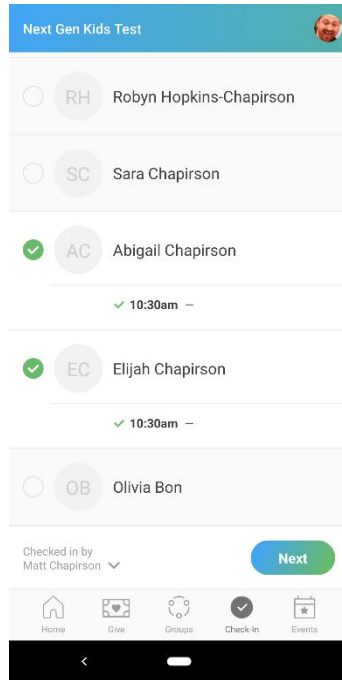 Next Gen Kids Test
RH Robyn Hopkins-Chapirson
SC Sara Chapirson
AC Abigail Chapirson
10:30am –
EC Elijah Chapirson
10:30am –
OB Olivia Bon
Checked in by
Matt Chapirson
Next
Home Give Groups Check-In Events